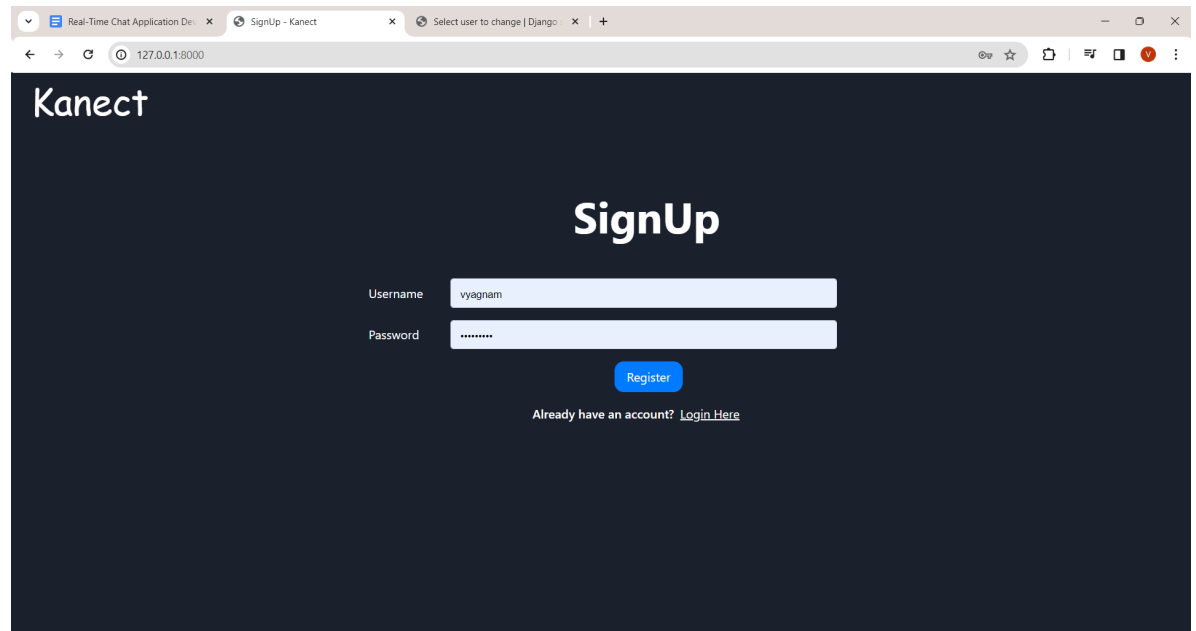 Real-Time Chat Application De
SignUp - Kanect
Select user to change | Django
127.0.0.1:8000
V
Kanect
SignUp
Username
vyagnam
Password
•••••••••
Register
Already have an account? Login Here